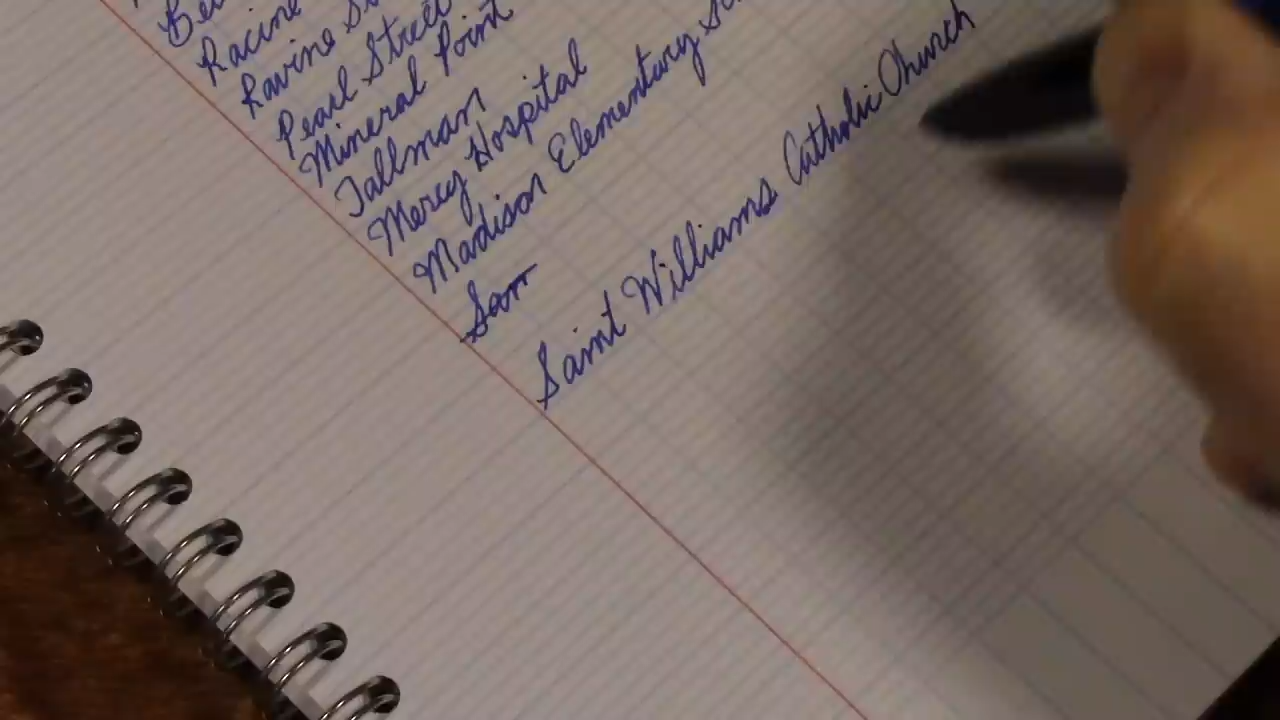 Racine
Ravine
Pearl Street
Mineral Point
Tallman
Mercy Hospital
Madison Elementary
Sam
Saint Williams Catholic Church